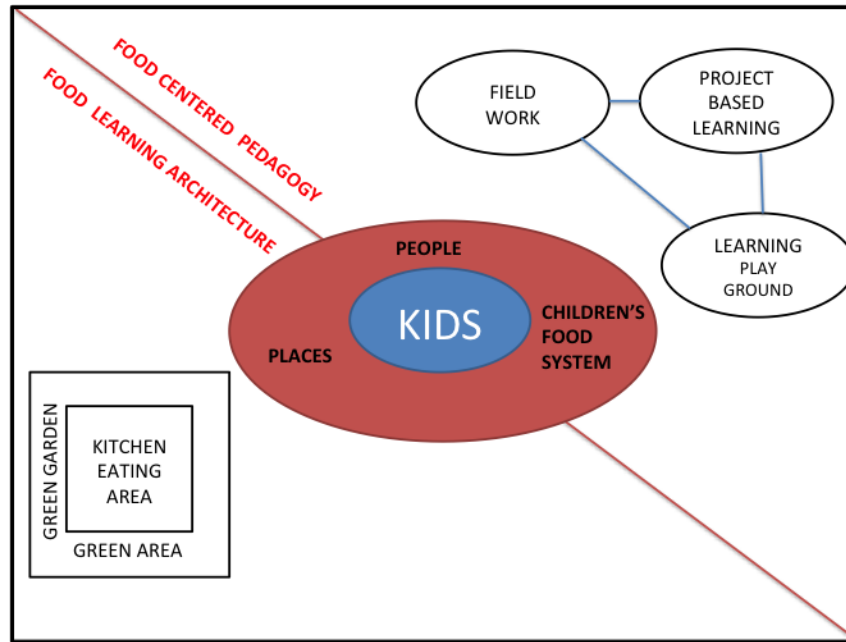 FOOD CENTERED PEDAGOGY
FOOD LEARNING ARCHITECTURE
FIELD
WORK
PROJECT
BASED
LEARNING
LEARNING
PLAY
GROUND
PEOPLE
KIDS
PLACES
CHILDREN'S
FOOD
SYSTEM
GREEN GARDEN
KITCHEN
EATING
AREA
GREEN AREA